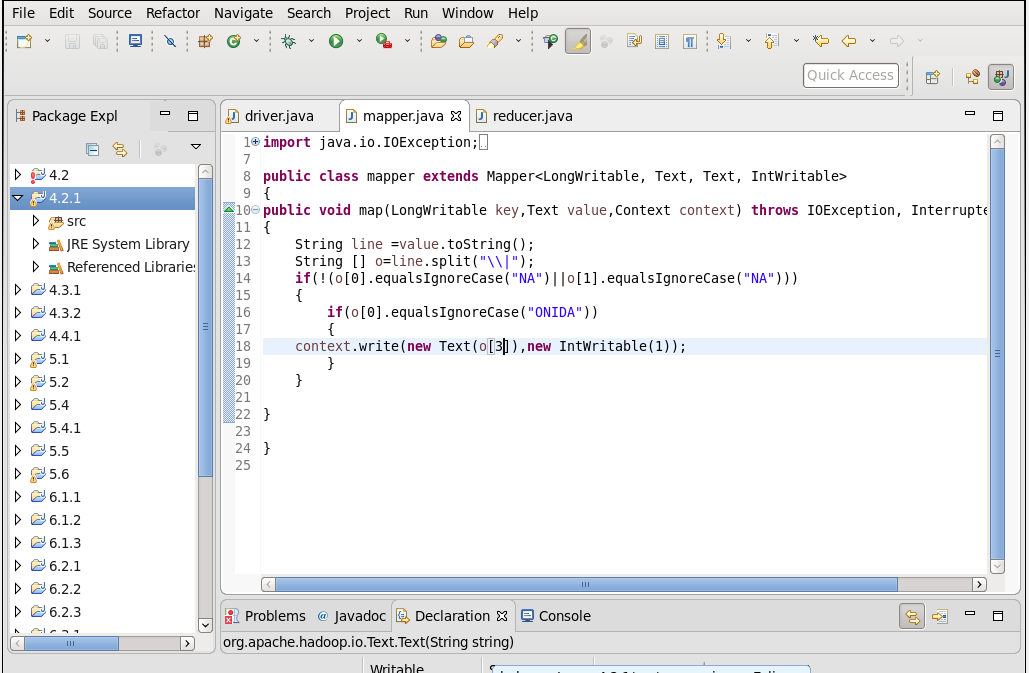 File Edit Source Refactor Navigate Search Project Run Window Help
Quick Access
Package Expl
driver.java mapper.java reducer.java
4.2
4.2.1
src
JRE System Library
Referenced Libraries
4.3.1
4.3.2
4.4.1
5.1
5.2
5.4
5.4.1
5.5
5.6
6.1.1
6.1.2
6.1.3
6.2.1
6.2.2
6.2.3
1 import java.io.IOException;
7
8 public class mapper extends Mapper<LongWritable, Text, Text, IntWritable>
9 {
10 public void map(LongWritable key,Text value,Context context) throws IOException, Interrupte
11 {
12 String line =value.toString();
13 String [] o=line.split("\\|");
14 if(!(o[0].equalsIgnoreCase("NA")||o[1].equalsIgnoreCase("NA")))
15 {
16 if(o[0].equalsIgnoreCase("ONIDA"))
17 {
18 context.write(new Text(o[3]),new IntWritable(1));
19 }
20 }
21
22 }
23
24 }
25
Problems @ Javadoc Declaration Console
org.apache.hadoop.io.Text.Text(String string)
Writable